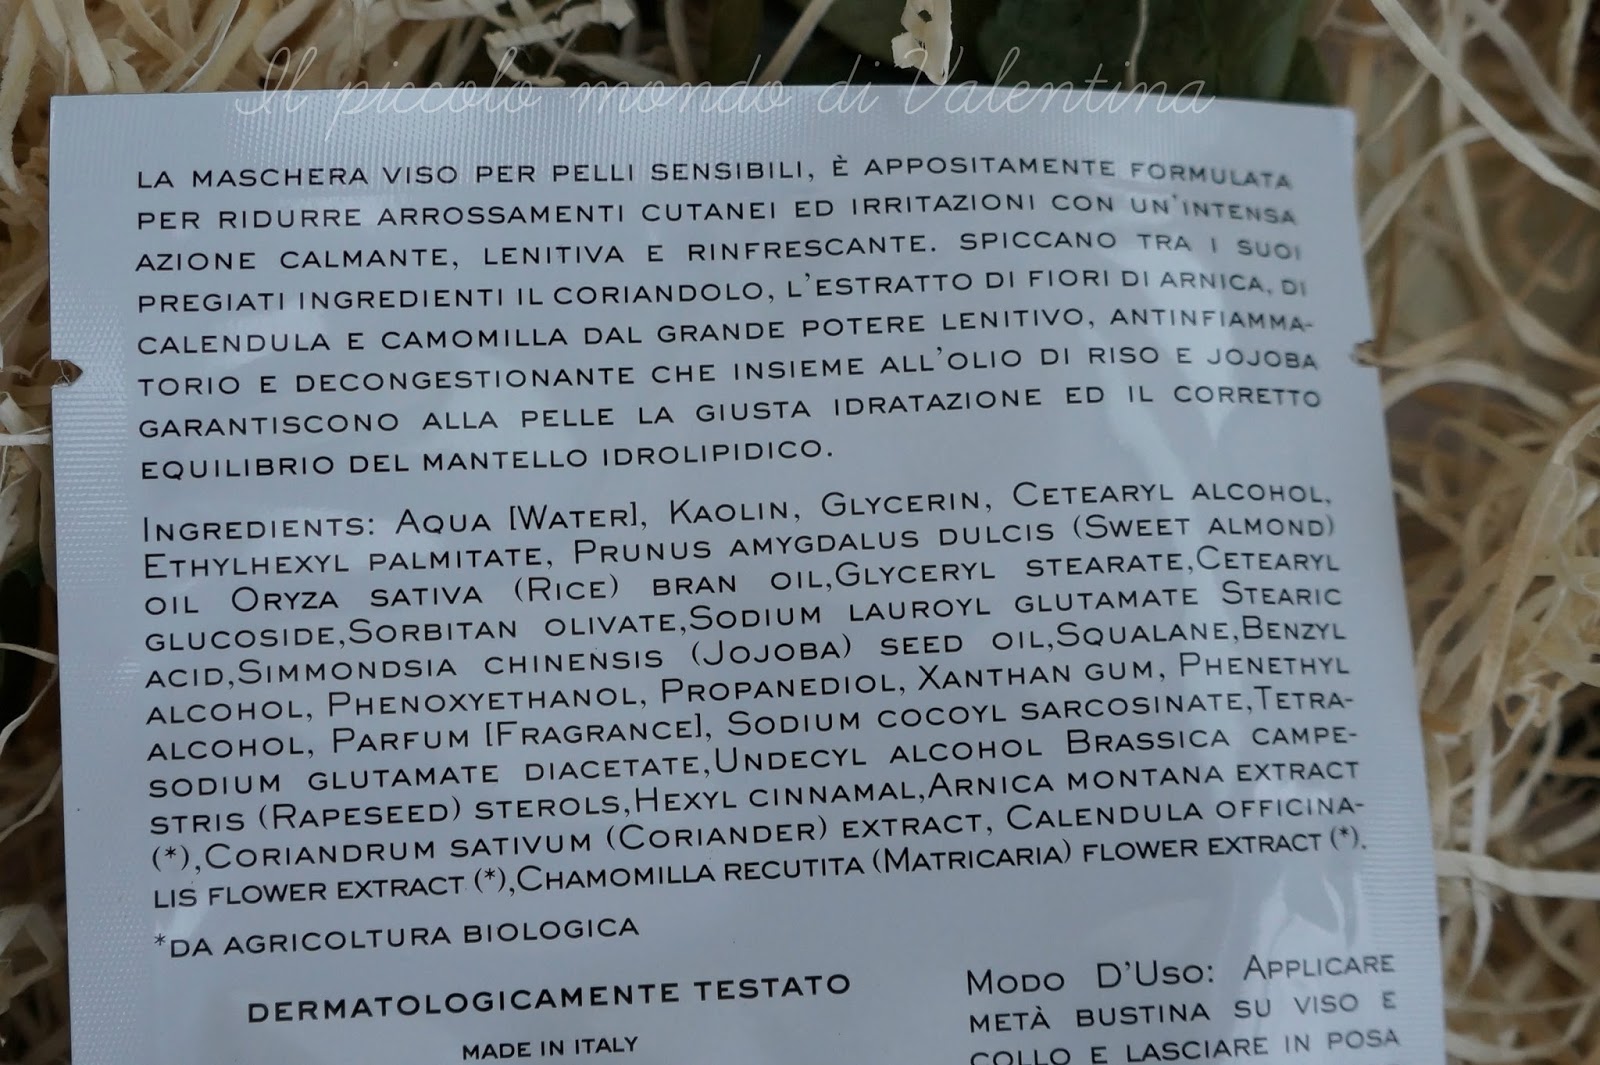 Il piccolo mondo di Valentina
LA MASCHERA VISO PER PELLI SENSIBILI, È APPOSITAMENTE FORMULATA
PER RIDURRE ARROSSAMENTI CUTANEI ED IRRITAZIONI CON UN'INTENSA
AZIONE CALMANTE, LENITIVA E RINFRESCANTE. SPICCANO TRA I SUOI
PREGIATI INGREDIENTI IL CORIANDOLO, L'ESTRATTO DI FIORI DI ARNICA, DI
CALENDULA E CAMOMILLA DAL GRANDE POTERE LENITIVO, ANTINFIAMMA-
TORIO E DECONGESTIONANTE CHE INSIEME ALL'OLIO DI RISO E JOJOBA
GARANTISCONO ALLA PELLE LA GIUSTA IDRATAZIONE ED IL CORRETTO
EQUILIBRIO DEL MANTELLO IDROLIPIDICO.
INGREDIENTS: AQUA [WATER], KAOLIN, GLYCERIN, CETEARYL ALCOHOL,
ETHYLHEXYL PALMITATE, PRUNUS AMYGDALUS DULCIS (SWEET ALMOND)
OIL ORYZA SATIVA (RICE) BRAN OIL,GLYCERYL STEARATE,CETEARYL
GLUCOSIDE,SORBITAN OLIVATE,SODIUM LAUROYL GLUTAMATE STEARIC
ACID,SIMMONDSIA CHINENSIS (JOJOBA) SEED OIL,SQUALANE,BENZYL
ALCOHOL, PHENOXYETHANOL, PROPANEDIOL, XANTHAN GUM, PHENETHYL
ALCOHOL, PARFUM [FRAGRANCE], SODIUM COCOYL SARCOSINATE,TETRA-
SODIUM GLUTAMATE DIACETATE,UNDECYL ALCOHOL BRASSICA CAMPE-
STRIS (RAPESEED) STEROLS,HEXYL CINNAMAL,ARNICA MONTANA EXTRACT
(*),CORIANDRUM SATIVUM (CORIANDER) EXTRACT, CALENDULA OFFICINA-
LIS FLOWER EXTRACT (*),CHAMOMILLA RECUTITA (MATRICARIA) FLOWER EXTRACT (*).
*DA AGRICOLTURA BIOLOGICA
DERMATOLOGICAMENTE TESTATO
MADE IN ITALY
MODO D'USO: APPLICARE
METÀ BUSTINA SU VISO E
COLLO E LASCIARE IN POSA